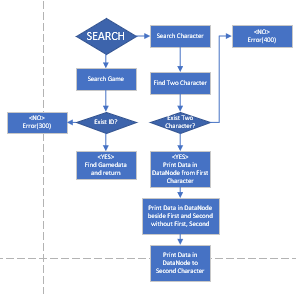 SEARCH
Search Character
<NO>
Error(400)
Search Game
Find Two Character
<NO>
Error(300)
Exist ID?
Exist Two
Character?
<YES>
Find Gamedata
and return
<YES>
Print Data in
DataNode from First
Character
Print Data in DataNode
beside First and Second
without First, Second
Print Data in
DataNode to
Second Character